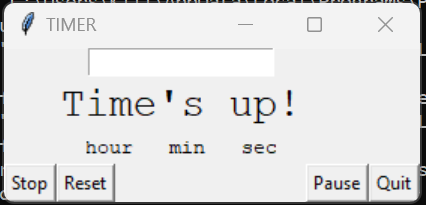 TIMER
Time's up!
hour min sec
Stop Reset Pause Quit